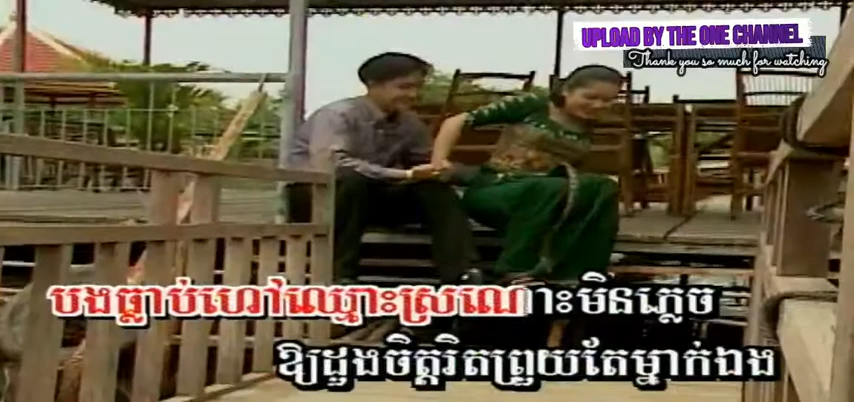 UPLOAD BY THE ONE CHANNEL
Thank you so much for watching
បងធ្លាប់ហៅឈ្មោះស្រណោះមិនភ្លេច
ឱ្យដួងចិត្តរិតព្រួយតែម្នាក់ឯង